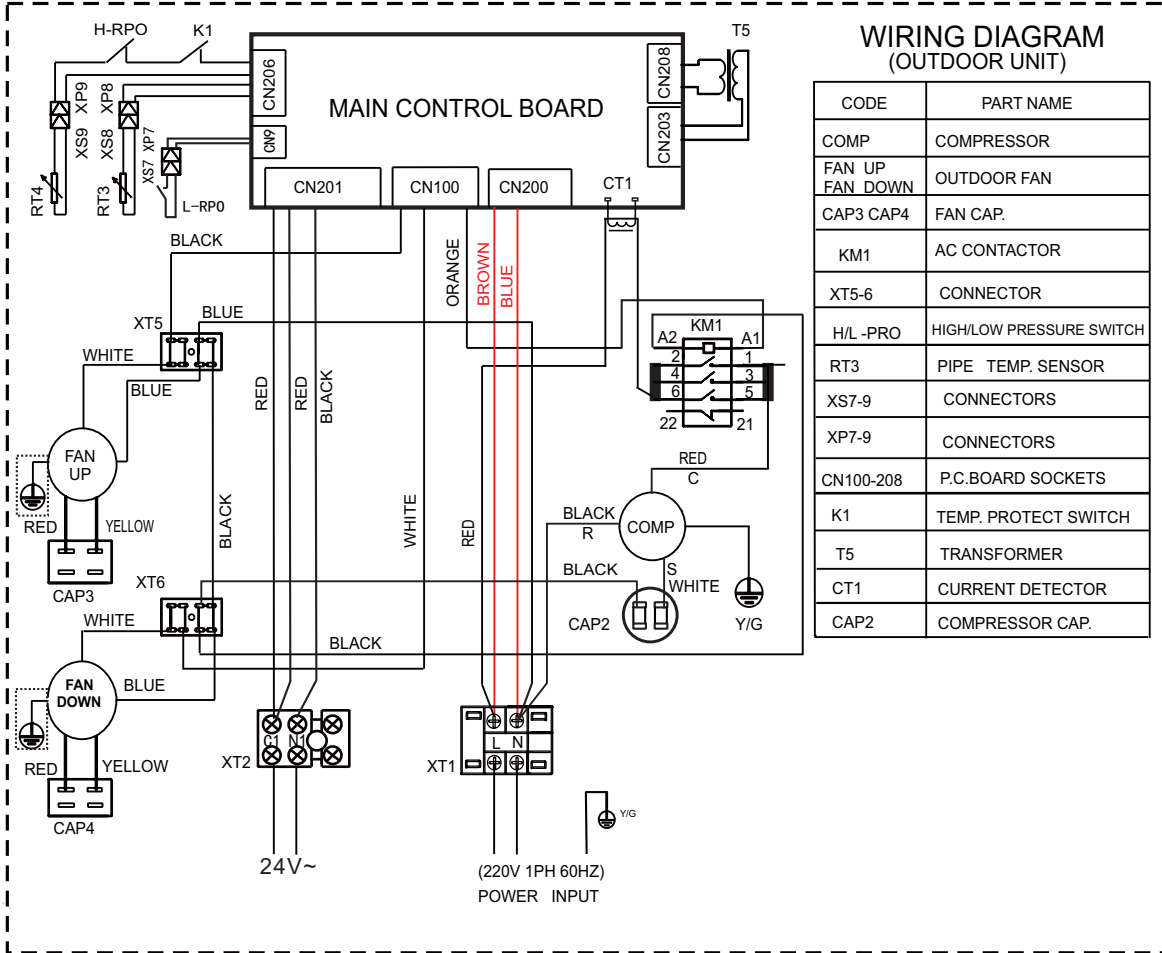 H-RPO
K1
T5
XP9
XP8
XS9
XS8
XP7
XS7
RT4
RT3
L-RPO
CN206
CN9
MAIN CONTROL BOARD
CN208
CN203
CN201
CN100
CN200
CT1
BLACK
ORANGE
BROWN
BLUE
XT5
BLUE
WHITE
BLUE
RED
RED
BLACK
KM1
A2
A1
2
1
4
3
6
5
22
21
FAN
UP
RED
YELLOW
BLACK
WHITE
RED
RED
C
BLACK
R
COMP
CAP3
BLACK
S
WHITE
CAP2
Y/G
XT6
WHITE
BLACK
FAN
DOWN
BLUE
RED
YELLOW
CAP4
XT2
C1 N1
XT1
L N
24V~
Y/G
(220V 1PH 60HZ)
POWER INPUT
WIRING DIAGRAM
(OUTDOOR UNIT)
CODE PART NAME
COMP COMPRESSOR
FAN UP
FAN DOWN OUTDOOR FAN
CAP3 CAP4 FAN CAP.
KM1 AC CONTACTOR
XT5-6 CONNECTOR
H/L -PRO HIGH/LOW PRESSURE SWITCH
RT3 PIPE TEMP. SENSOR
XS7-9 CONNECTORS
XP7-9 CONNECTORS
CN100-208 P.C.BOARD SOCKETS
K1 TEMP. PROTECT SWITCH
T5 TRANSFORMER
CT1 CURRENT DETECTOR
CAP2 COMPRESSOR CAP.